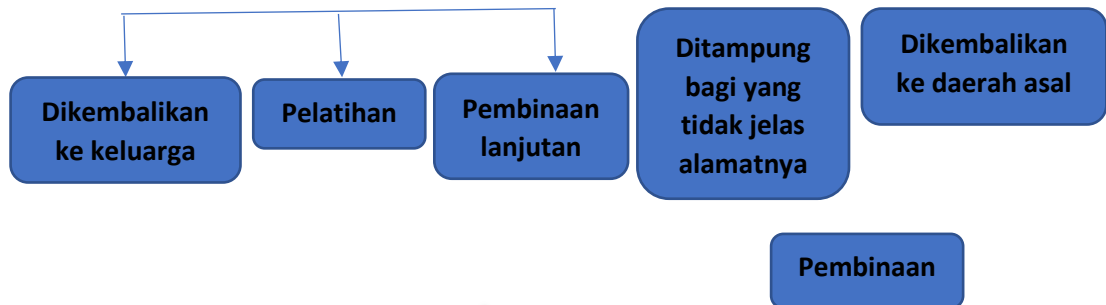 Dikembalikan
ke keluarga
Pelatihan
Pembinaan
lanjutan
Ditampung
bagi yang
tidak jelas
alamatnya
Dikembalikan
ke daerah asal
Pembinaan